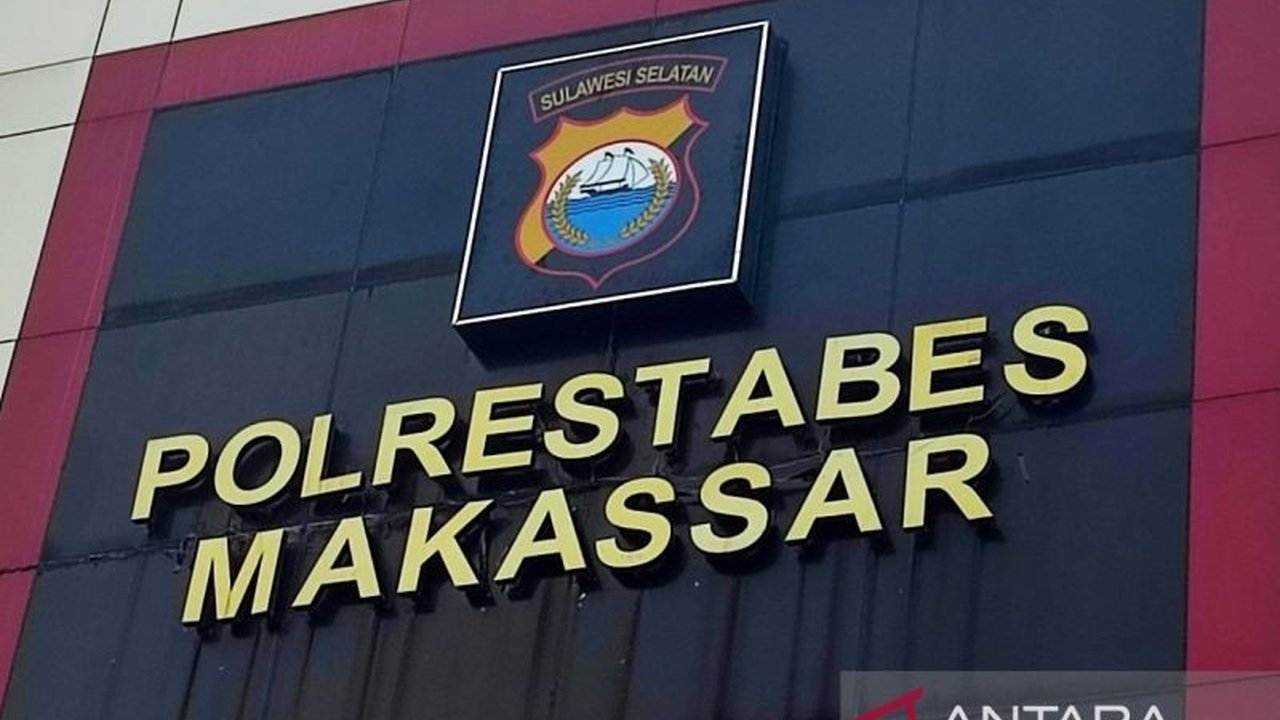 SULAWESI SELATAN
POLRESTABES
MAKASSAR
ANTARA